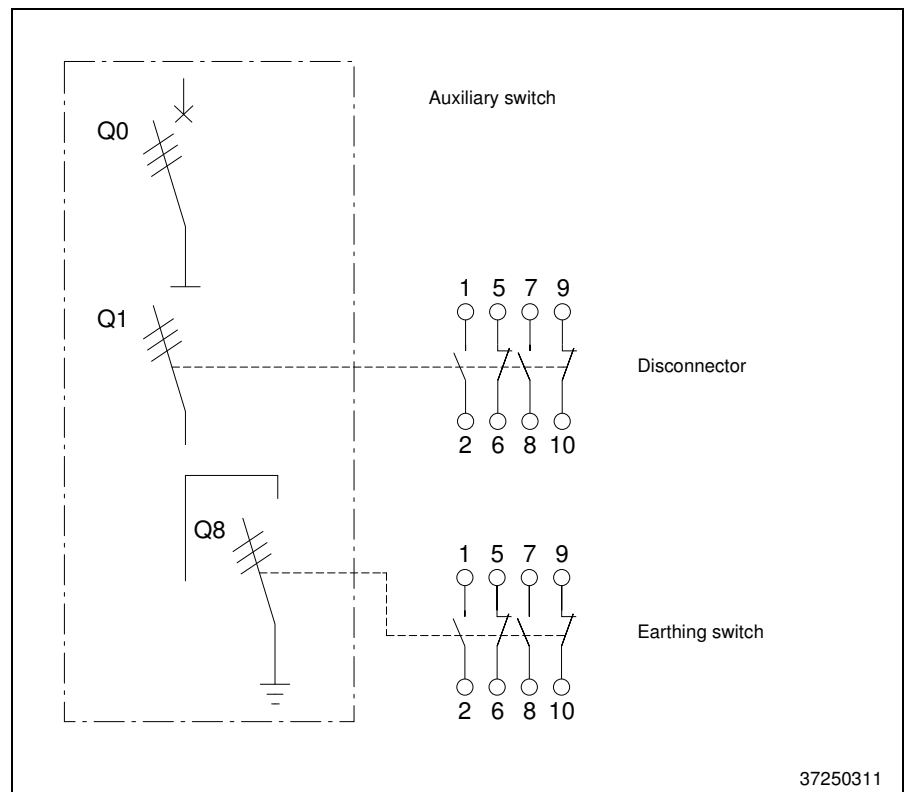 Auxiliary switch
Q0
1 5 7 9
Q1
Disconnector
2 6 8 10
Q8
1 5 7 9
Earthing switch
2 6 8 10
37250311